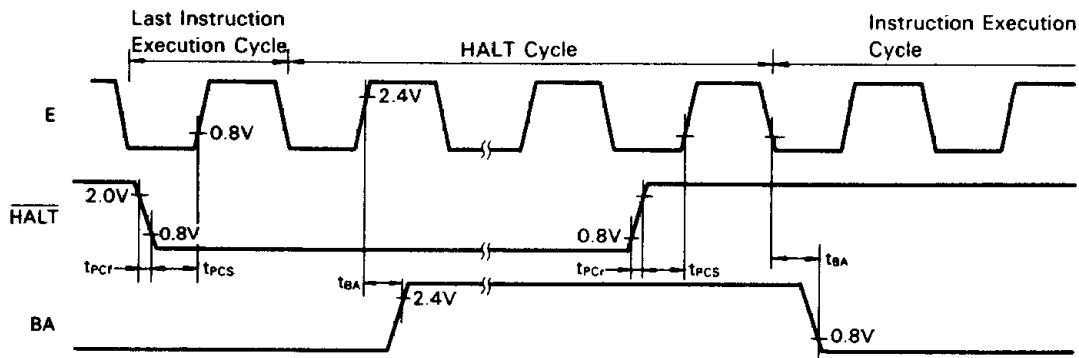 Last Instruction
Execution Cycle
HALT Cycle
Instruction Execution
Cycle
E
2.4V
0.8V
HALT
2.0V
0.8V
0.8V
tPCf
tPCS
tBA
tPCr
tPCS
tBA
BA
2.4V
0.8V